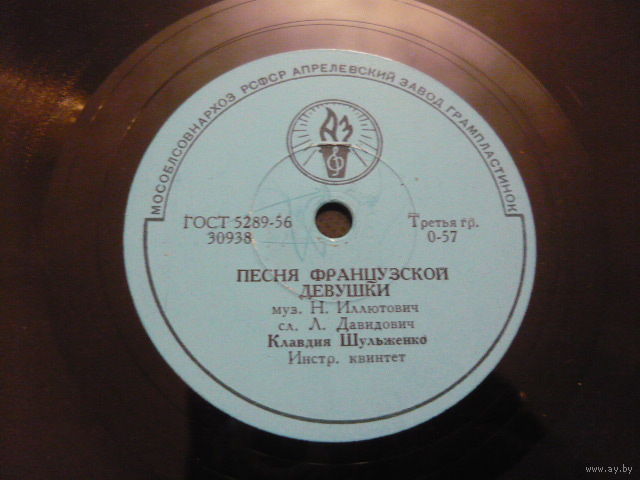 МОСОБЛСОВНАРХОЗ РСФСР АПРЕЛЕВСКИЙ ЗАВОД ГРАМПЛАСТИНОК
АЗ
ГОСТ 5289-56
30938
Третья гр.
0-57
ПЕСНЯ ФРАНЦУЗСКОЙ
ДЕВУШКИ
муз. Н. Иллютович
сл. Л. Давидович
Клавдия Шульженко
Инстр. квинтет
www.ay.by